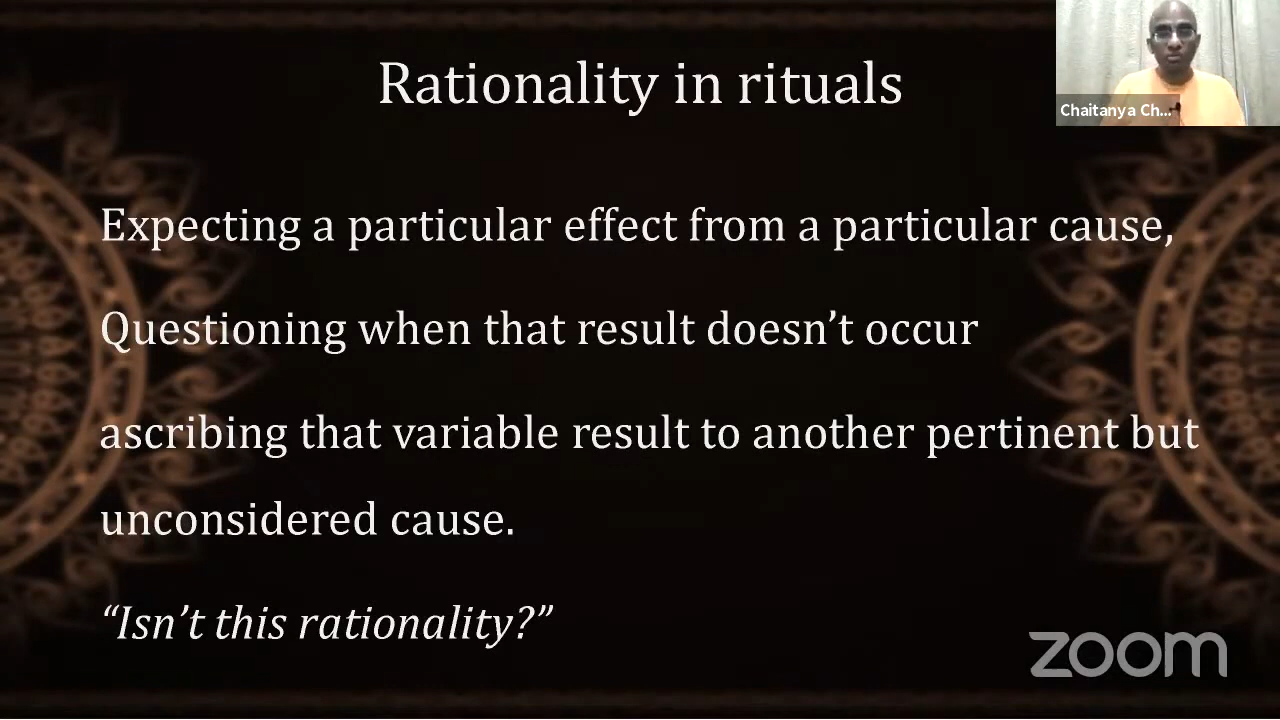 Rationality in rituals
Chaitanya Ch...
Expecting a particular effect from a particular cause,
Questioning when that result doesn’t occur
ascribing that variable result to another pertinent but
unconsidered cause.
“Isn’t this rationality?”
zoom